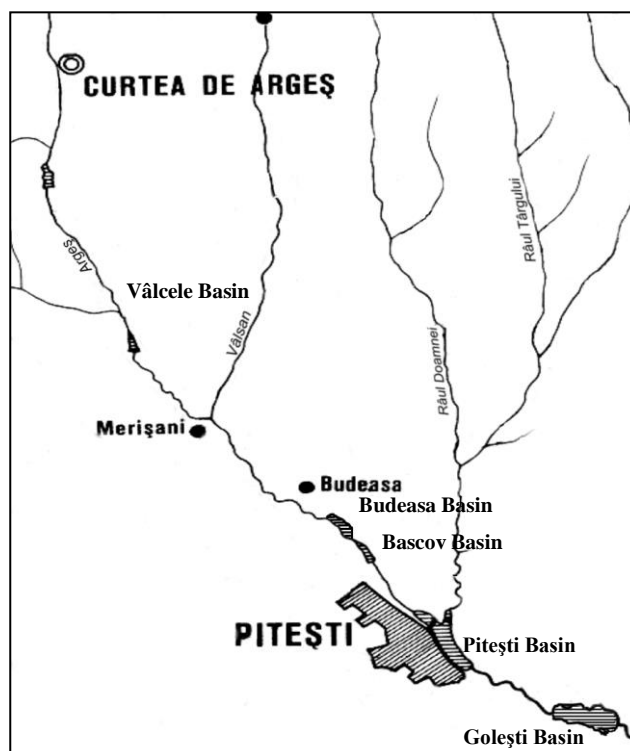 CURTEA DE ARGEŞ
Râul Târgului
Argeş
Vâlcele Basin
Vâlsan
Râul Doamnei
Merişani
Budeasa
Budeasa Basin
Bascov Basin
PITEŞTI
Piteşti Basin
Goleşti Basin